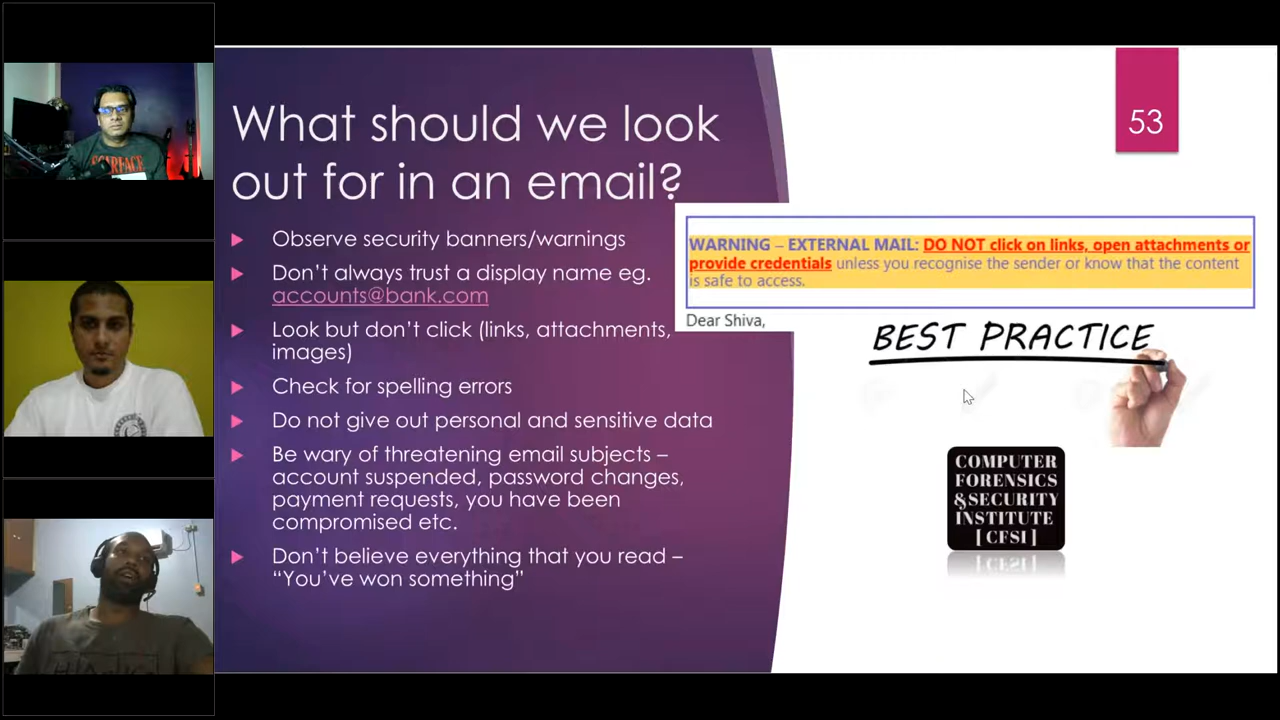 What should we look
out for in an email?
53
Observe security banners/warnings
Don't always trust a display name eg.
accounts@bank.com
Look but don't click (links, attachments,
images)
Check for spelling errors
Do not give out personal and sensitive data
Be wary of threatening email subjects –
account suspended, password changes,
payment requests, you have been
compromised etc.
Don't believe everything that you read –
“You've won something”
WARNING – EXTERNAL MAIL: DO NOT click on links, open attachments or
provide credentials unless you recognise the sender or know that the content
is safe to access.
Dear Shiva,
BEST PRACTICE
COMPUTER
FORENSICS
&SECURITY
INSTITUTE
[ CFSI ]
SCARFACE